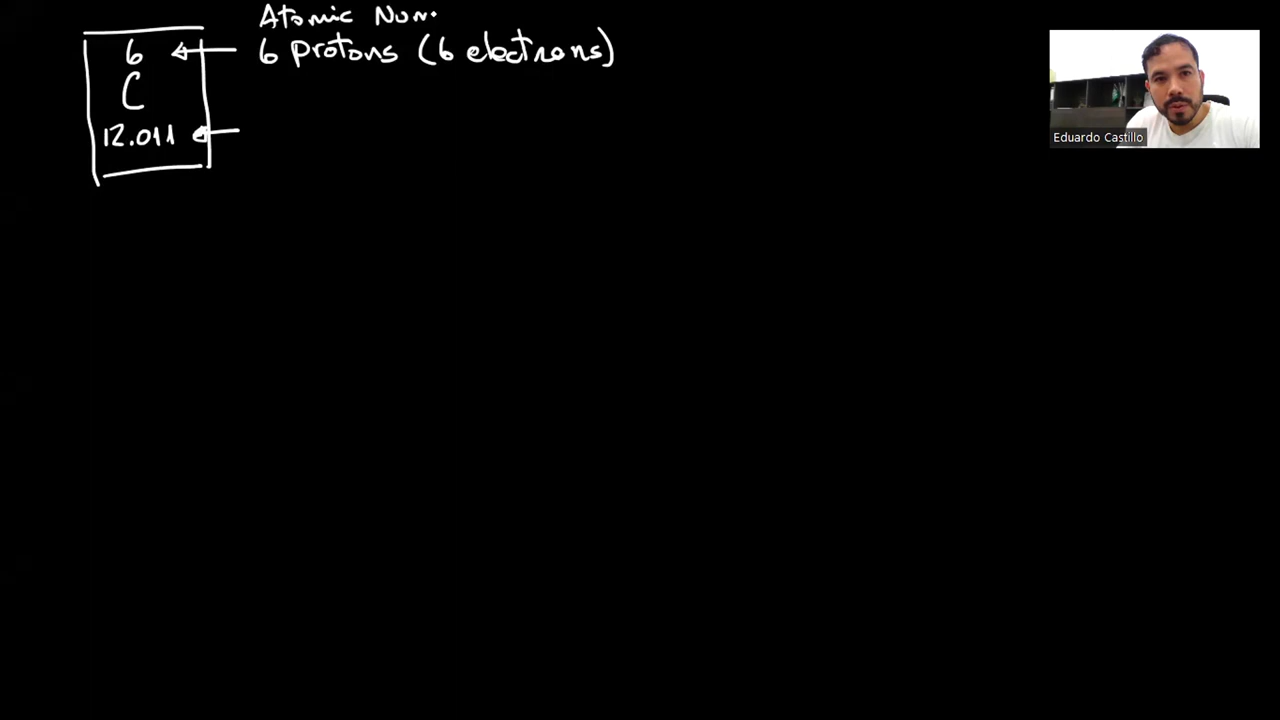 Atomic Num.
6
6 protons (6 electrons)
C
12.011
Eduardo Castillo